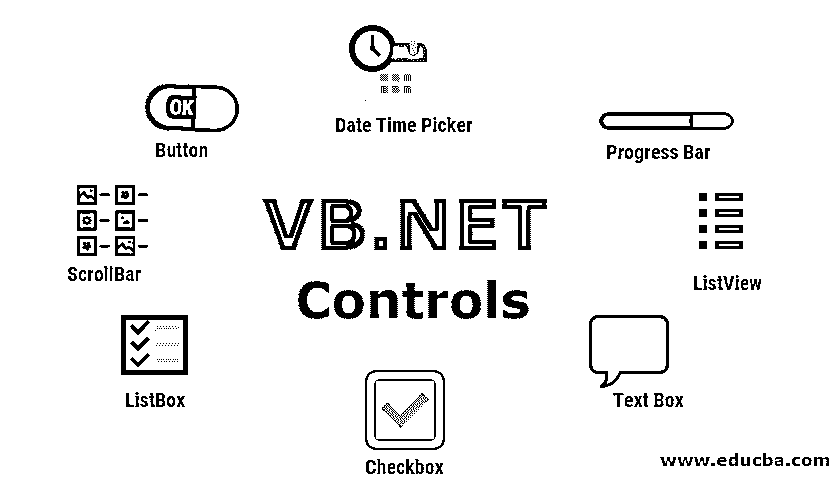 OK
Button
Date Time Picker
Progress Bar
VB.NET
Controls
ScrollBar
ListView
ListBox
Text Box
Checkbox
www.educba.com